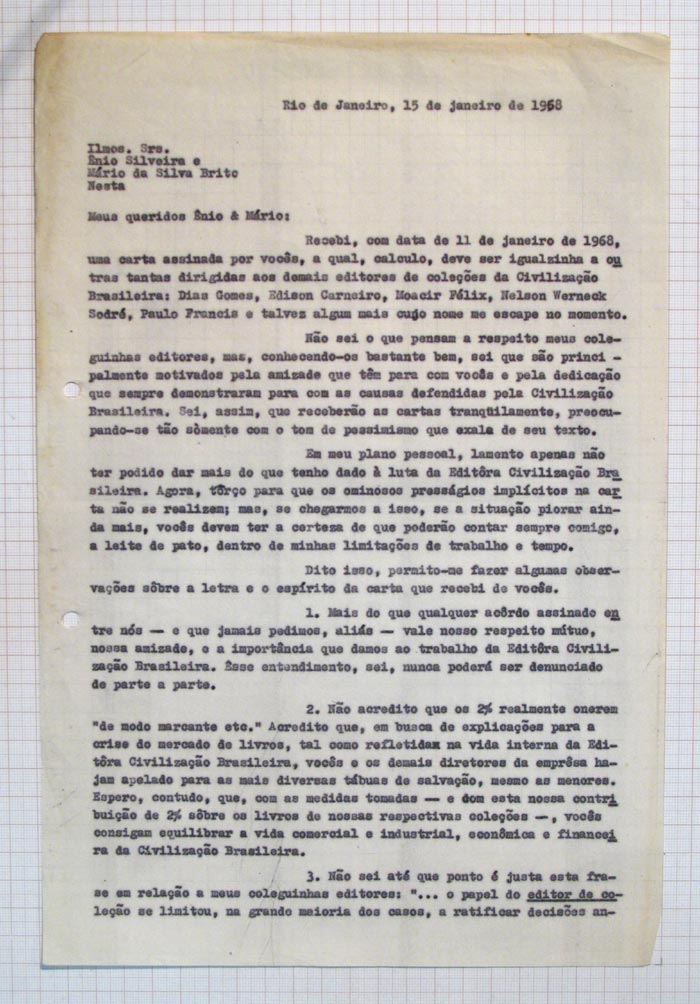 Rio de Janeiro, 15 de janeiro de 1968
Ilmos. Srs.
Ênio Silveira e
Mário da Silva Brito
Nesta
Meus queridos Ênio & Mário:
Recebi, com data de 11 de janeiro de 1968,
uma carta assinada por vocês, a qual, calculo, deve ser igualzinha a ou
tras tantas dirigidas aos demais editores de coleções da Civilização
Brasileira: Dias Gomes, Edison Carneiro, Moacir Félix, Nelson Werneck
Sodré, Paulo Francis e talvez algum mais cujo nome me escape no momento.
Não sei o que pensam a respeito meus cole-
guinhas editores, mas, conhecendo-os bastante bem, sei que são princi -
palmente motivados pela amizade que têm para com vocês e pela dedicação
que sempre demonstraram para com as causas defendidas pela Civilização
Brasileira. Sei, assim, que receberão as cartas tranqüilamente, preocu-
pando-se tão sòmente com o tom de pessimismo que exala de seu texto.
Em meu plano pessoal, lamento apenas não
ter podido dar mais do que tenho dado à luta da Editôra Civilização Bra
sileira. Agora, tôrço para que os ominosos presságios implícitos na car
ta não se realizem; mas, se chegarmos a isso, se a situação piorar ain-
da mais, vocês devem ter a certeza de que poderão contar sempre comigo,
a leite de pato, dentro de minhas limitações de trabalho e tempo.
Dito isso, permito-me fazer algumas obser-
vações sôbre a letra e o espírito da carta que recebi de vocês.
1. Mais do que qualquer acôrdo assinado en
tre nós — e que jamais pedimos, aliás — vale nosso respeito mútuo,
nossa amizade, e a importância que damos ao trabalho da Editôra Civili-
zação Brasileira. Êsse entendimento, sei, nunca poderá ser denunciado
de parte a parte.
2. Não acredito que os 2% realmente onerem
"de modo marcante etc." Acredito que, em busca de explicações para a
crise do mercado de livros, tal como refletidax na vida interna da Edi-
tôra Civilização Brasileira, vocês e os demais diretores da emprêsa ha-
jam apelado para as mais diversas tábuas de salvação, mesmo as menores.
Espero, contudo, que, com as medidas tomadas — e com esta nossa contri
buição de 2% sôbre os livros de nossas respectivas coleções —, vocês
consigam equilibrar a vida comercial e industrial, econômica e financei
ra da Civilização Brasileira.
3. Não sei até que ponto é justa esta fra-
se em relação a meus coleguinhas editores: "... o papel do editor de co-
leção se limitou, na grande maioria dos casos, a ratificar decisões an-